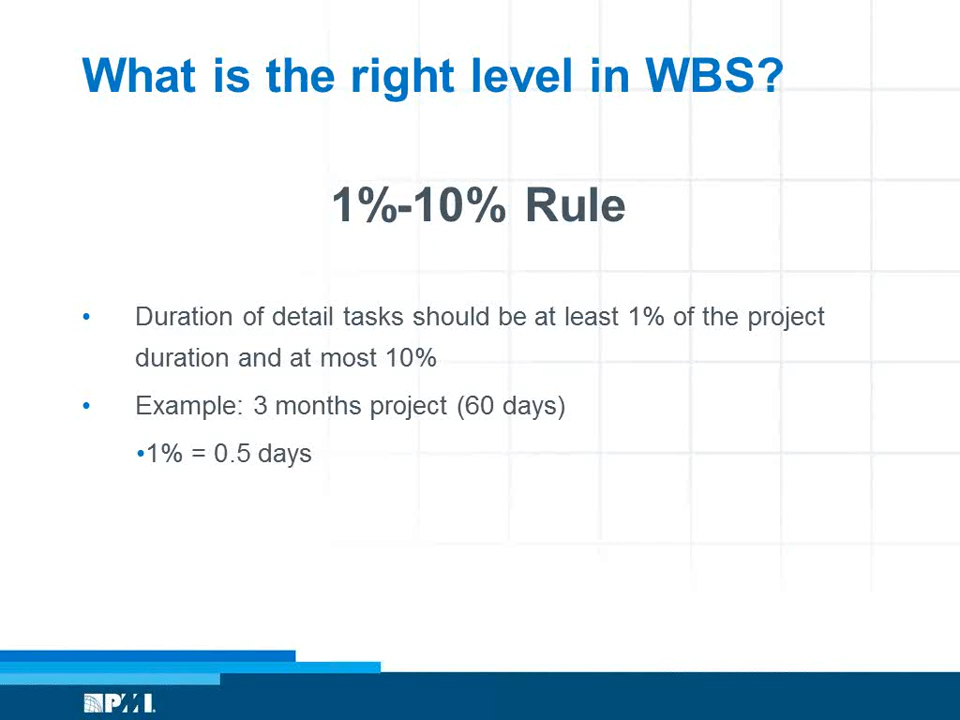 What is the right level in WBS?
1%-10% Rule
• Duration of detail tasks should be at least 1% of the project
duration and at most 10%
• Example: 3 months project (60 days)
•1% = 0.5 days
PMI